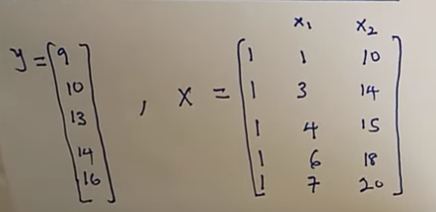 x₁ x₂
y = [9 , X = [1 1 10
10 1 3 14
13 1 4 15
14 1 6 18
16] 1 7 20]